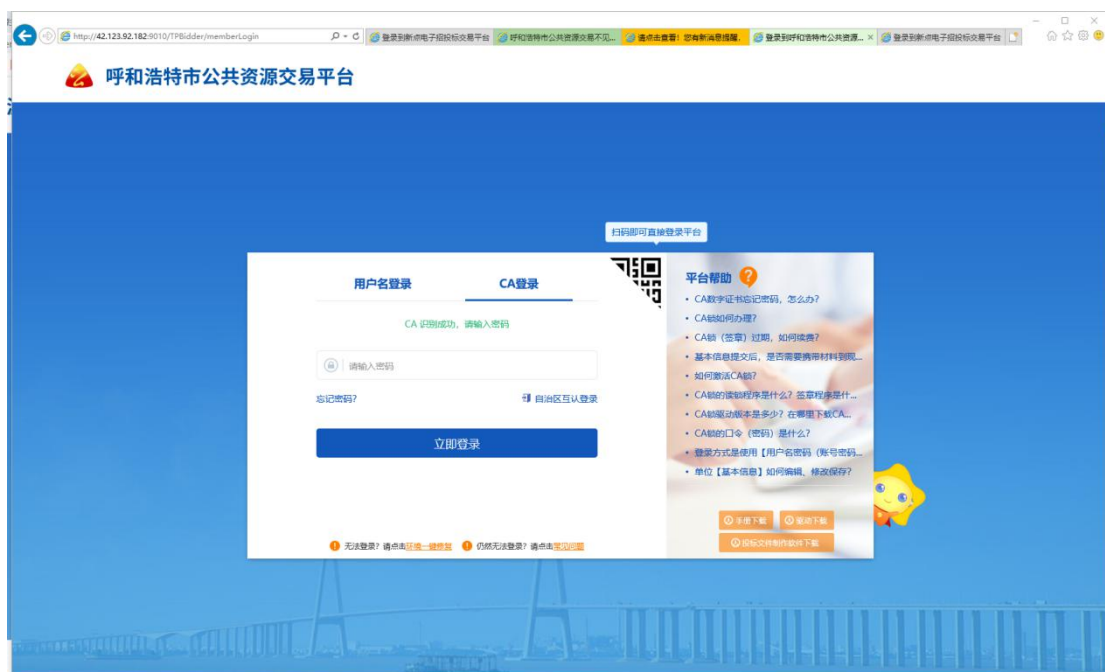 http://42.123.92.182:9010/TPBidder/memberLogin
登录到新点电子招投标交易平台
呼和浩特市公共资源交易不见...
请点击查看！您有新消息提醒。
登录到呼和浩特市公共资源...
登录到新点电子招投标交易平台
呼和浩特市公共资源交易平台
扫码即可直接登录平台
用户名登录
CA登录
CA 识别成功，请输入密码
请输入密码
忘记密码?
自治区互认登录
立即登录
无法登录？请点击环境一键修复
仍然无法登录？请点击常见问题
平台帮助
• CA数字证书忘记密码，怎么办?
• CA锁如何办理?
• CA锁（签章）过期，如何续费?
• 基本信息提交后，是否需要携带材料到现...
• 如何激活CA锁?
• CA锁的读锁程序是什么？签章程序是什...
• CA锁驱动版本是多少？在哪里下载CA...
• CA锁的口令（密码）是什么?
• 登录方式是使用【用户名密码（账号密码...
• 单位【基本信息】如何编辑、修改保存?
手册下载
驱动下载
投标文件制作软件下载